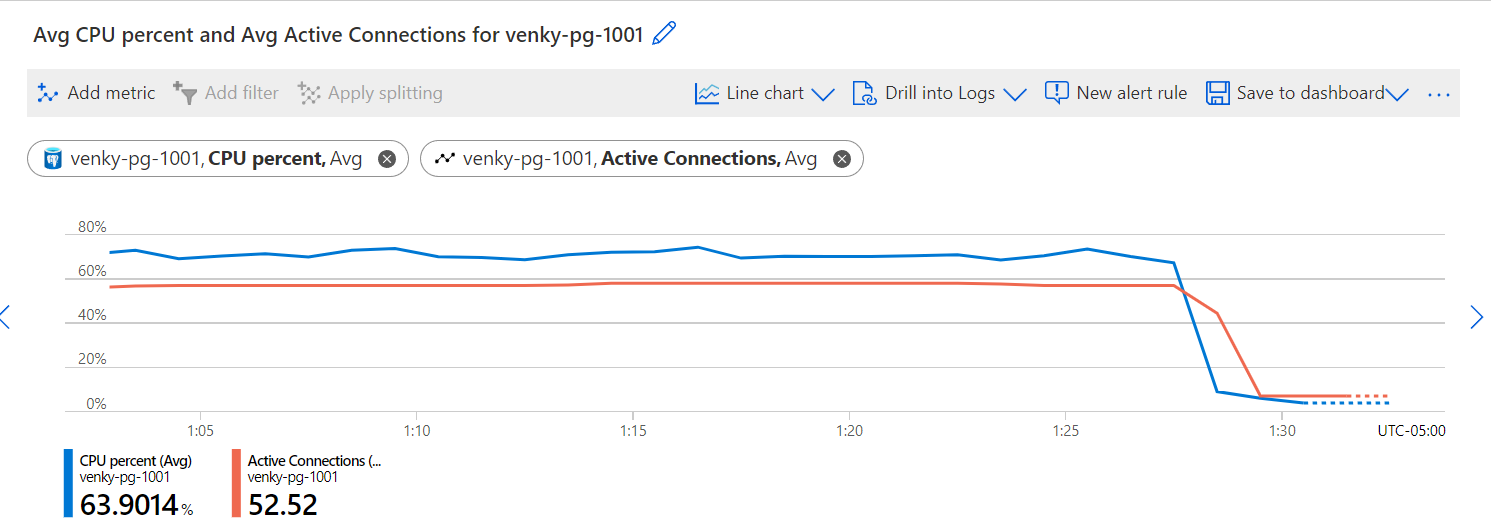 Avg CPU percent and Avg Active Connections for venky-pg-1001
Add metric Add filter Apply splitting Line chart Drill into Logs New alert rule Save to dashboard ...
venky-pg-1001, CPU percent, Avg venky-pg-1001, Active Connections, Avg
80%
60%
40%
20%
0%
1:05 1:10 1:15 1:20 1:25 1:30 UTC-05:00
CPU percent (Avg) Active Connections (...
venky-pg-1001 venky-pg-1001
63.9014 % 52.52